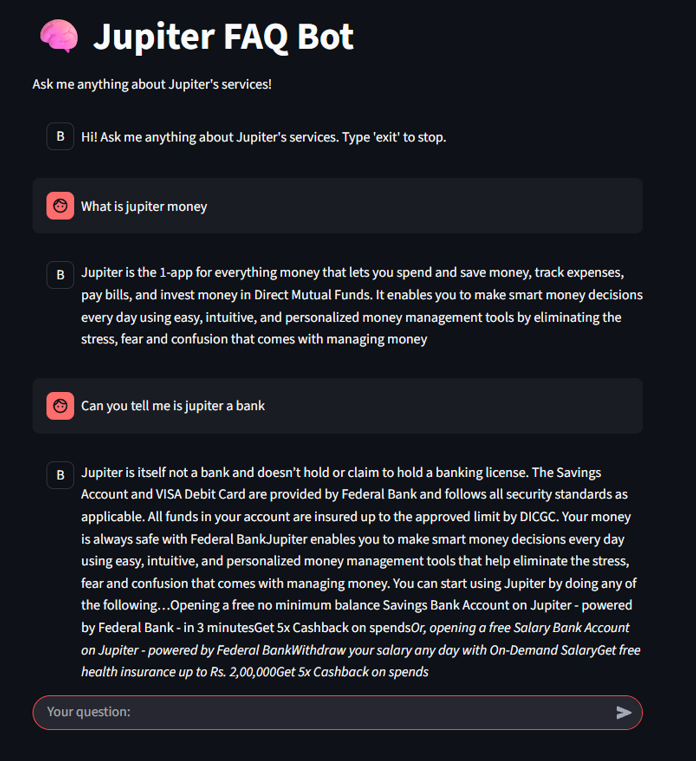 Jupiter FAQ Bot
Ask me anything about Jupiter's services!
B
Hi! Ask me anything about Jupiter's services. Type 'exit' to stop.
What is jupiter money
B
Jupiter is the 1-app for everything money that lets you spend and save money, track expenses,
pay bills, and invest money in Direct Mutual Funds. It enables you to make smart money decisions
every day using easy, intuitive, and personalized money management tools by eliminating the
stress, fear and confusion that comes with managing money
Can you tell me is jupiter a bank
B
Jupiter is itself not a bank and doesn’t hold or claim to hold a banking license. The Savings
Account and VISA Debit Card are provided by Federal Bank and follows all security standards as
applicable. All funds in your account are insured up to the approved limit by DICGC. Your money
is always safe with Federal BankJupiter enables you to make smart money decisions every day
using easy, intuitive, and personalized money management tools that help eliminate the stress,
fear and confusion that comes with managing money. You can start using Jupiter by doing any of
the following…Opening a free no minimum balance Savings Bank Account on Jupiter - powered
by Federal Bank - in 3 minutesGet 5x Cashback on spendsOr, opening a free Salary Bank Account
on Jupiter - powered by Federal BankWithdraw your salary any day with On-Demand SalaryGet free
health insurance up to Rs. 2,00,000Get 5x Cashback on spends
Your question: